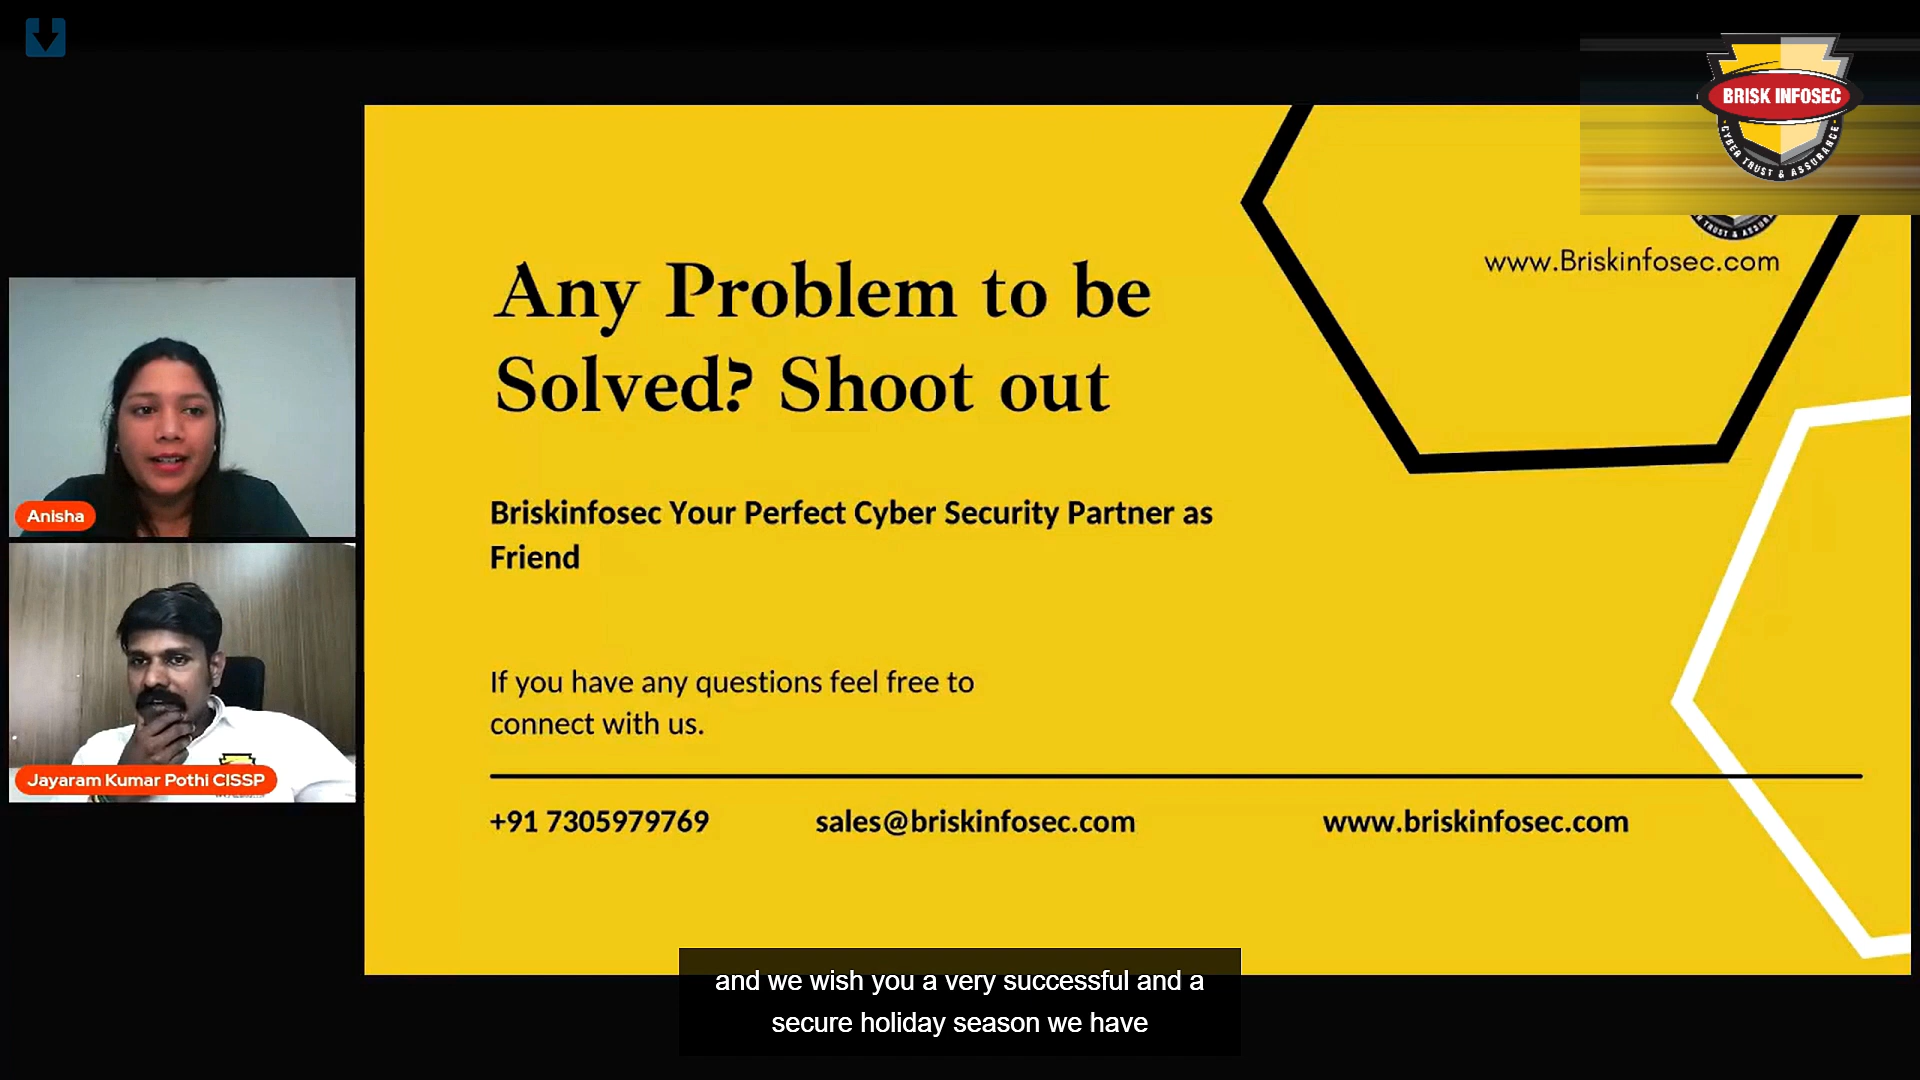 BRISK INFOSEC
CYBER TRUST & ASSURANCE
TRUST & ASSUR
www.Briskinfosec.com
Any Problem to be
Solved? Shoot out
Briskinfosec Your Perfect Cyber Security Partner as
Friend
If you have any questions feel free to
connect with us.
+91 7305979769 sales@briskinfosec.com www.briskinfosec.com
Anisha
Jayaram Kumar Pothi CISSP
and we wish you a very successful and a
secure holiday season we have